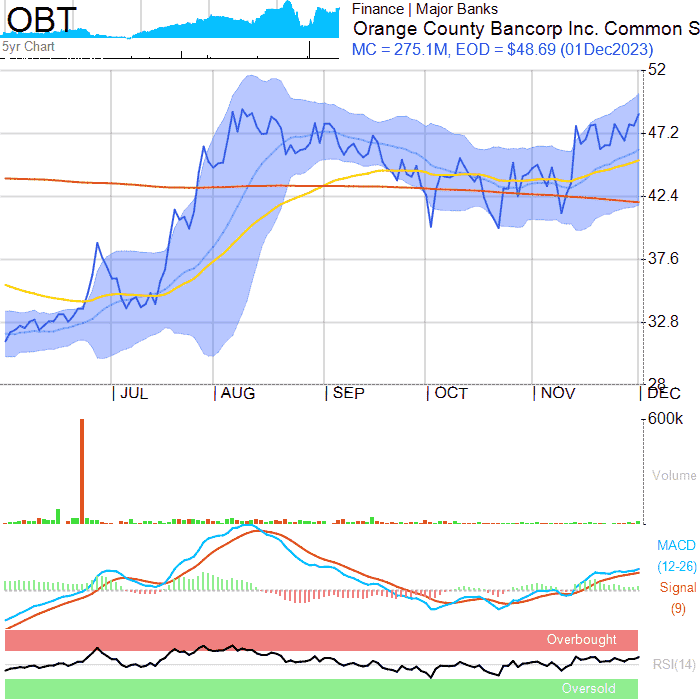 OBT
5yr Chart
Finance | Major Banks
Orange County Bancorp Inc. Common S
MC = 275.1M, EOD = $48.69 (01Dec2023)
52
47.2
42.4
37.6
32.8
28
JUL
AUG
SEP
OCT
NOV
DEC
600k
Volume
MACD
(12-26)
Signal
(9)
Overbought
RSI(14)
Oversold